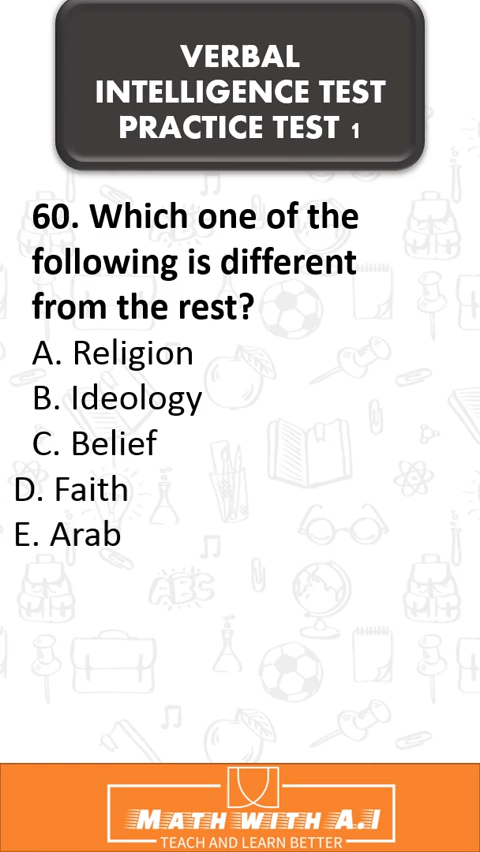 VERBAL
INTELLIGENCE TEST
PRACTICE TEST 1
60. Which one of the
following is different
from the rest?
A. Religion
B. Ideology
C. Belief
D. Faith
E. Arab
ABC
MATH WITH A.I
TEACH AND LEARN BETTER